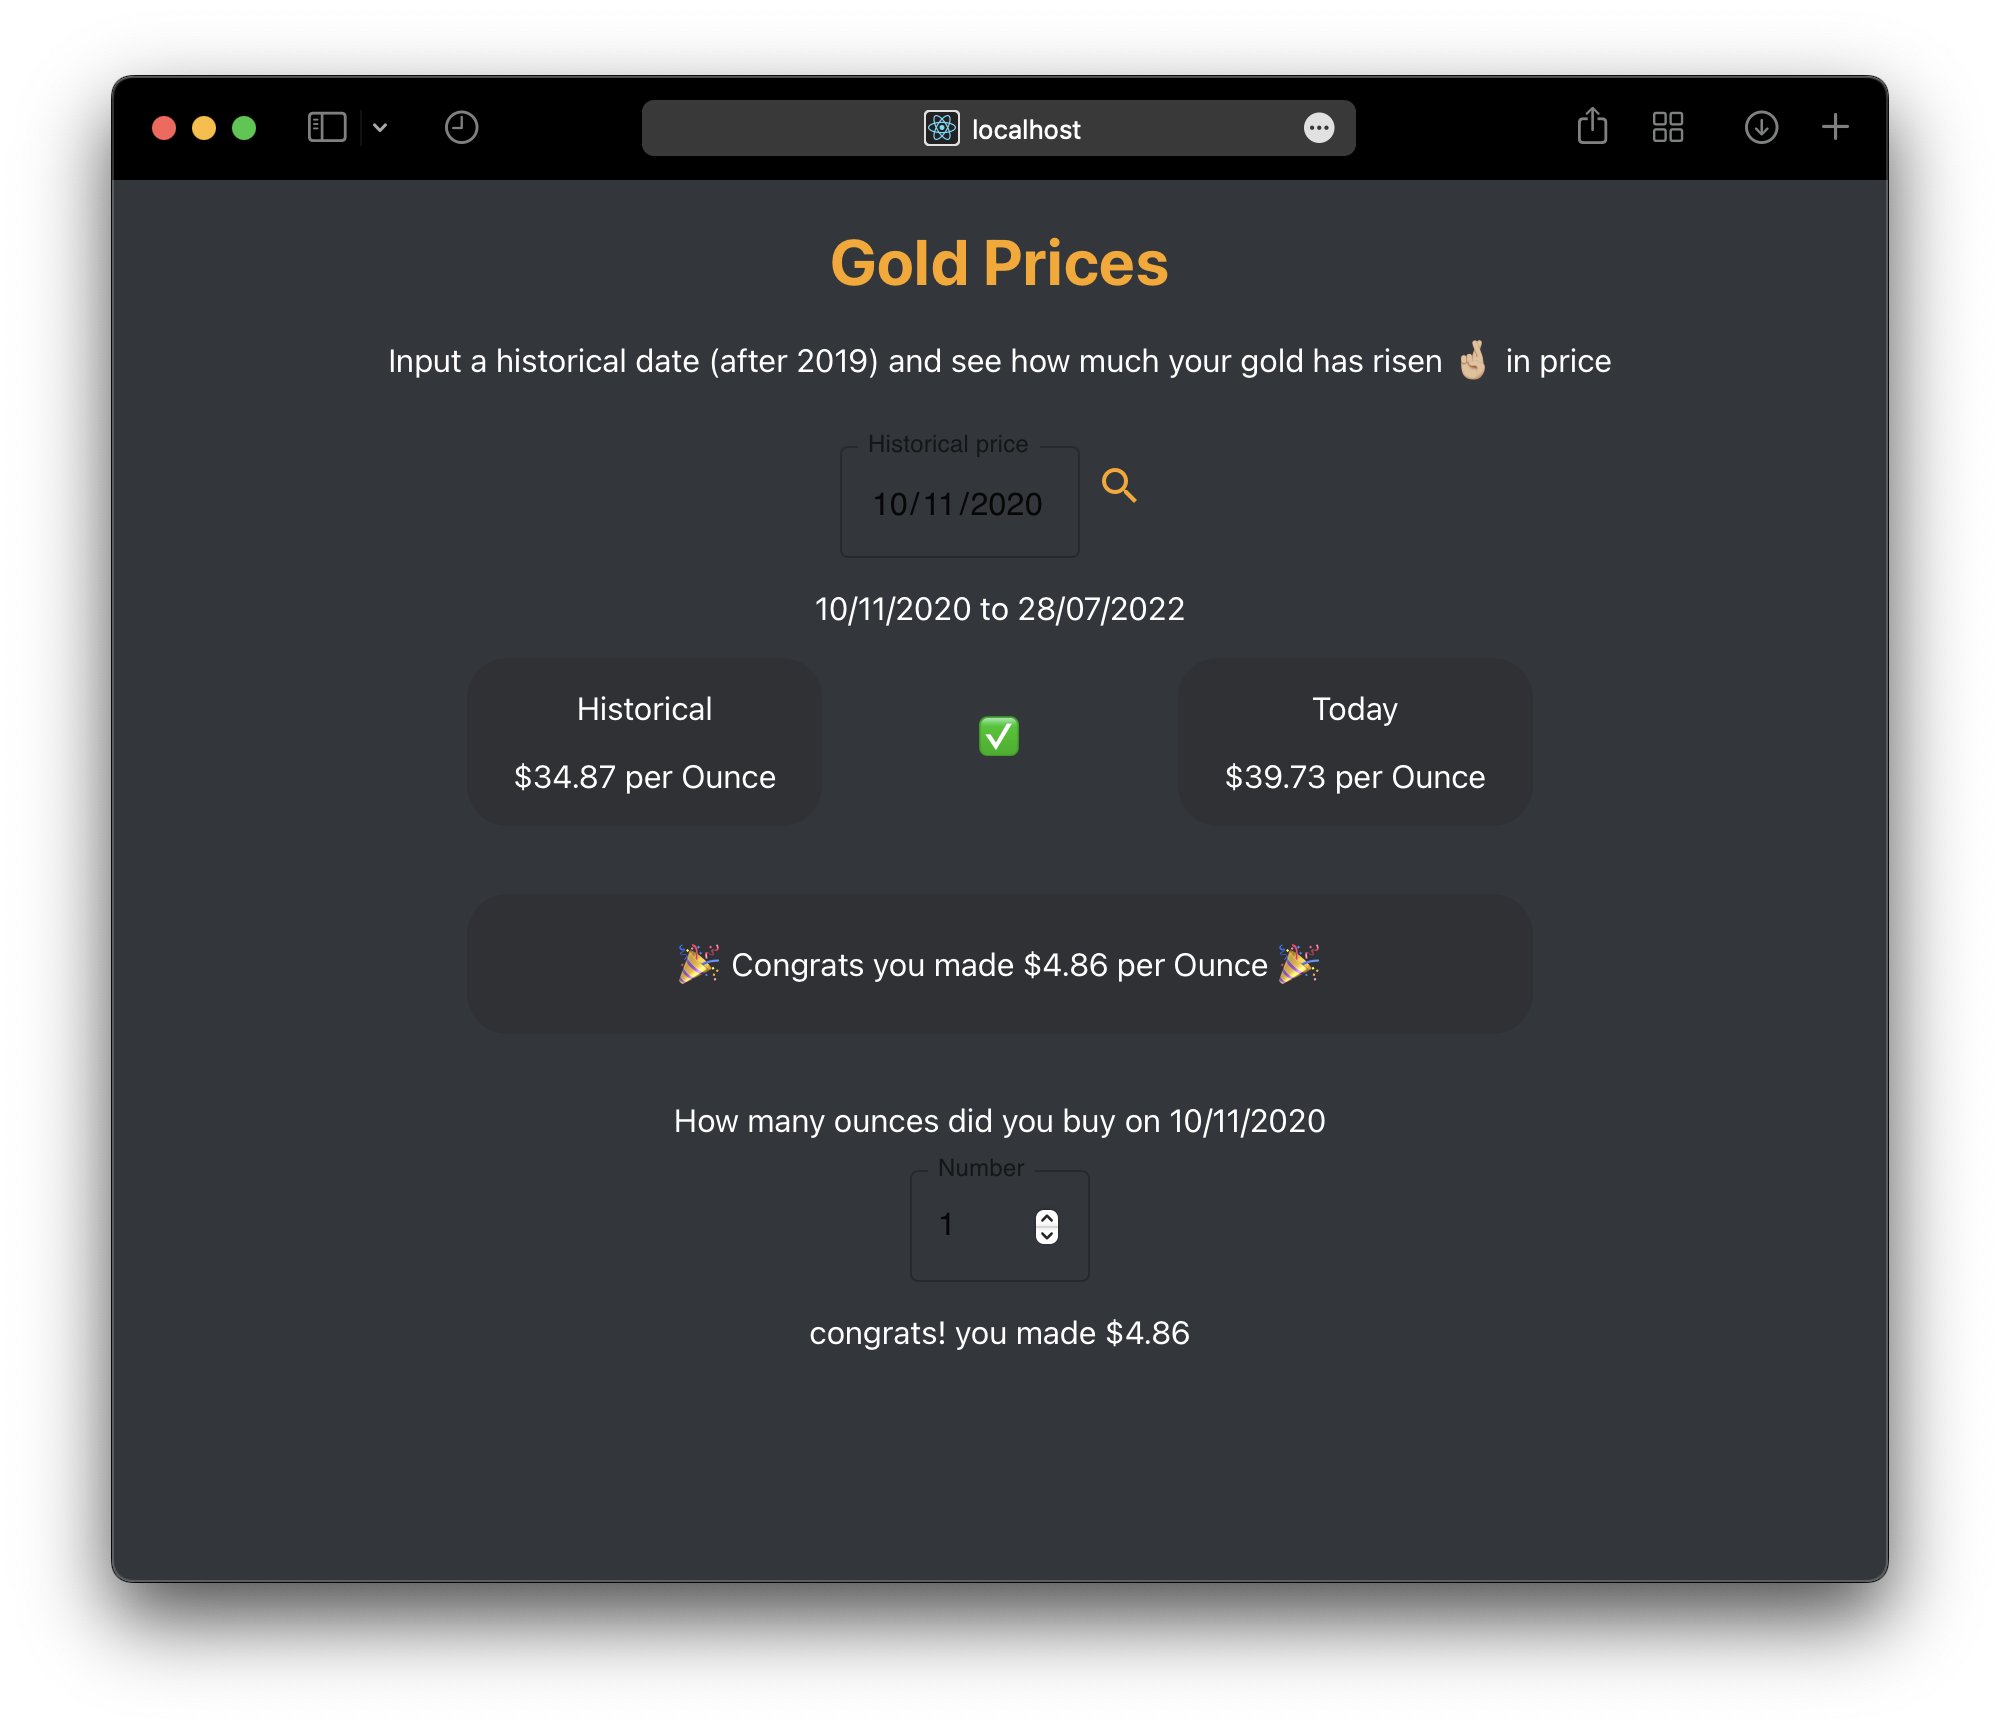 localhost
Gold Prices
Input a historical date (after 2019) and see how much your gold has risen 🤞🏼 in price
Historical price
10/11/2020
10/11/2020 to 28/07/2022
Historical
$34.87 per Ounce
✅
Today
$39.73 per Ounce
🎉 Congrats you made $4.86 per Ounce 🎉
How many ounces did you buy on 10/11/2020
Number
1
congrats! you made $4.86